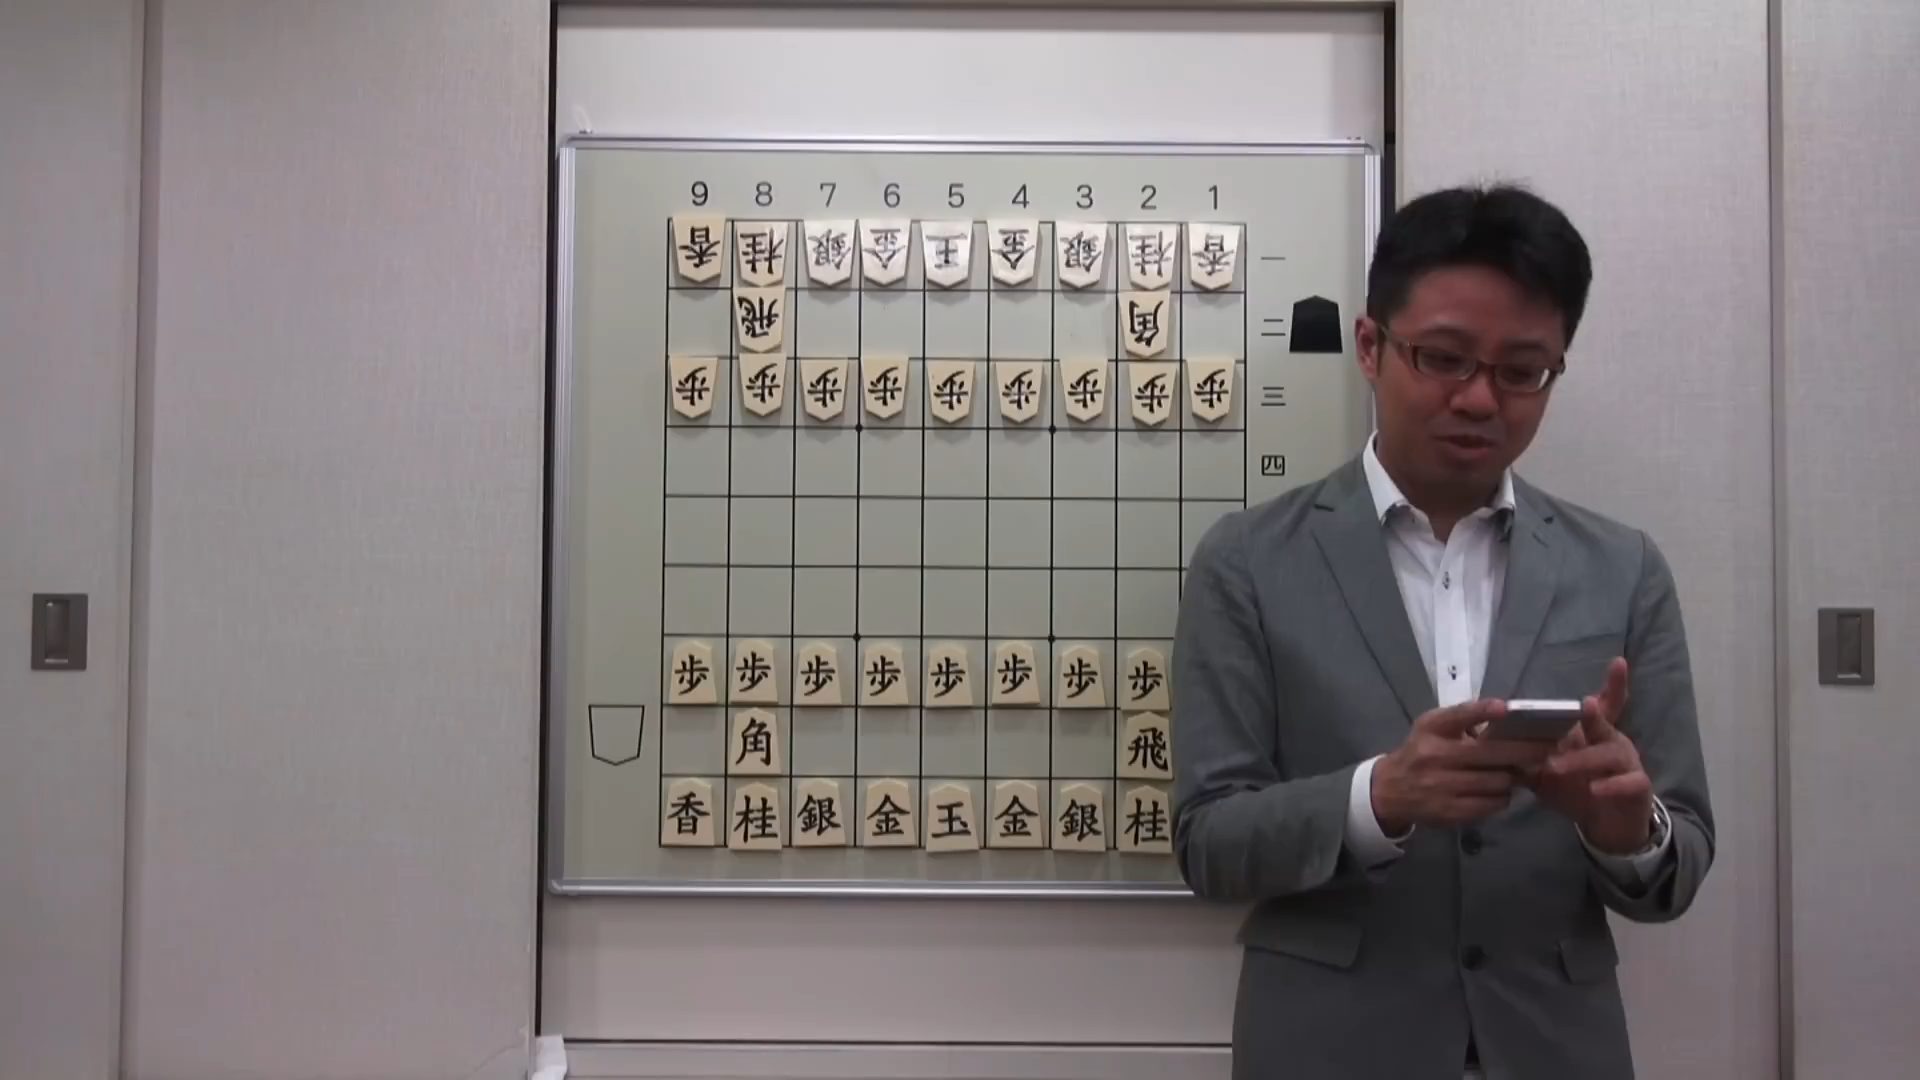 9 8 7 6 5 4 3 2 1
香 桂 銀 金 王 金 銀 桂 香 一
飛 角 二
歩 歩 歩 歩 歩 歩 歩 歩 歩 三
四
歩 歩 歩 歩 歩 歩 歩 歩
角 飛
香 桂 銀 金 玉 金 銀 桂